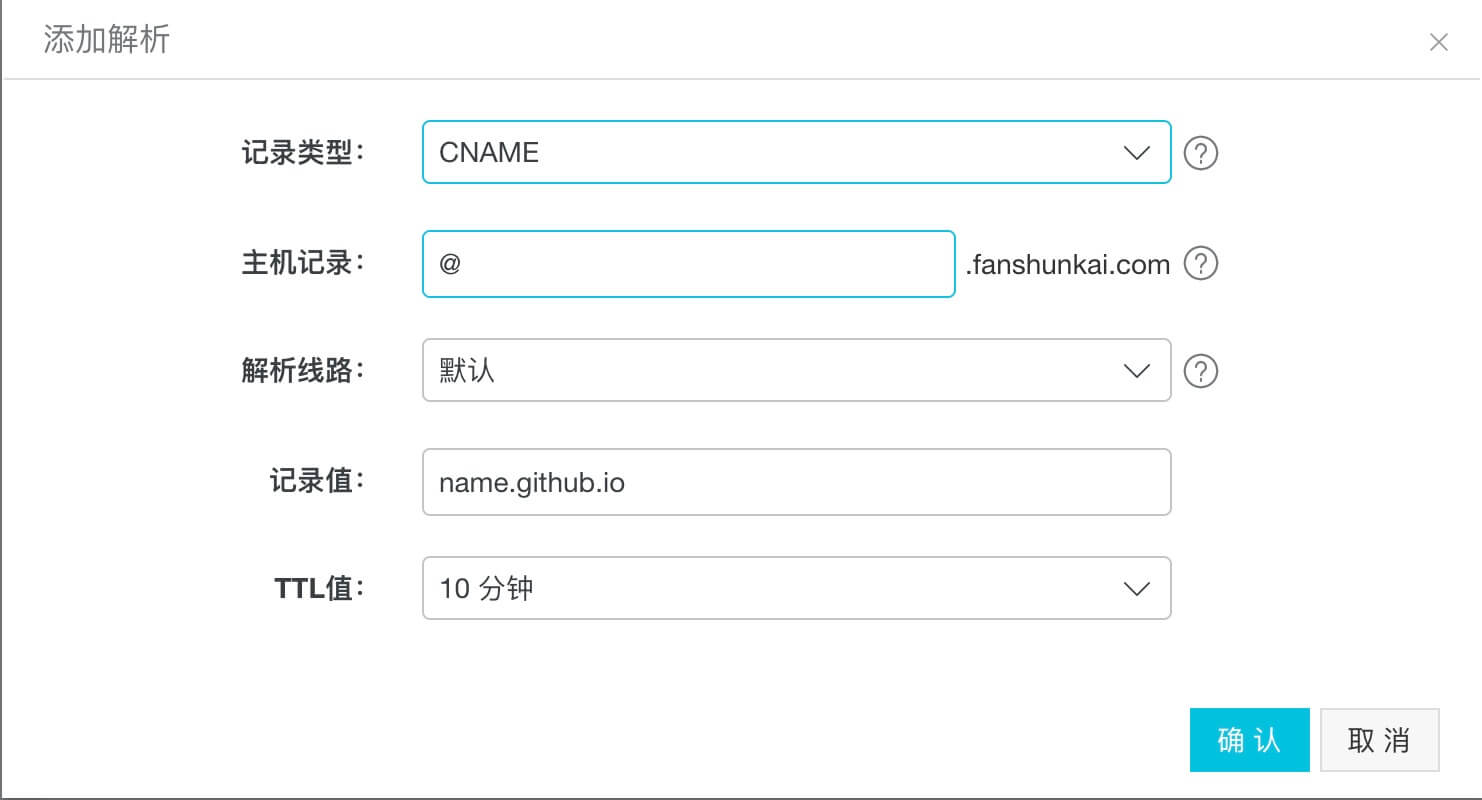 添加解析
记录类型： CNAME
主机记录： @ .fanshunkai.com
解析线路： 默认
记录值： name.github.io
TTL值： 10 分钟
确 认 取 消